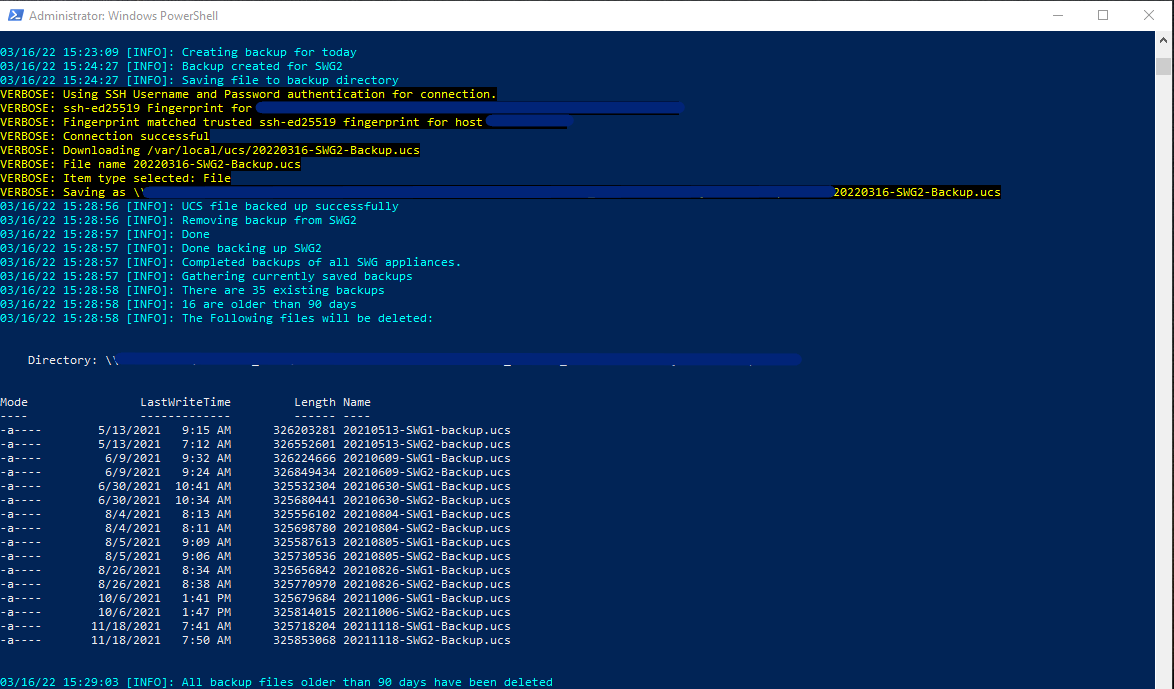 Administrator: Windows PowerShell
03/16/22 15:23:09 [INFO]: Creating backup for today
03/16/22 15:24:27 [INFO]: Backup created for SWG2
03/16/22 15:24:27 [INFO]: Saving file to backup directory
VERBOSE: Using SSH Username and Password authentication for connection.
VERBOSE: ssh-ed25519 Fingerprint for
VERBOSE: Fingerprint matched trusted ssh-ed25519 fingerprint for host
VERBOSE: Connection successful
VERBOSE: Downloading /var/local/ucs/20220316-SWG2-Backup.ucs
VERBOSE: File name 20220316-SWG2-Backup.ucs
VERBOSE: Item type selected: File
VERBOSE: Saving as \\ 20220316-SWG2-Backup.ucs
03/16/22 15:28:56 [INFO]: UCS file backed up successfully
03/16/22 15:28:56 [INFO]: Removing backup from SWG2
03/16/22 15:28:57 [INFO]: Done
03/16/22 15:28:57 [INFO]: Done backing up SWG2
03/16/22 15:28:57 [INFO]: Completed backups of all SWG appliances.
03/16/22 15:28:57 [INFO]: Gathering currently saved backups
03/16/22 15:28:58 [INFO]: There are 35 existing backups
03/16/22 15:28:58 [INFO]: 16 are older than 90 days
03/16/22 15:28:58 [INFO]: The Following files will be deleted:
Directory: \\
Mode LastWriteTime Length Name
---- ------------- ------ ----
-a---- 5/13/2021 9:15 AM 326203281 20210513-SWG1-backup.ucs
-a---- 5/13/2021 7:12 AM 326552601 20210513-SWG2-backup.ucs
-a---- 6/9/2021 9:32 AM 326224666 20210609-SWG1-Backup.ucs
-a---- 6/9/2021 9:24 AM 326849434 20210609-SWG2-Backup.ucs
-a---- 6/30/2021 10:41 AM 325532304 20210630-SWG1-Backup.ucs
-a---- 6/30/2021 10:34 AM 325680441 20210630-SWG2-Backup.ucs
-a---- 8/4/2021 8:13 AM 325556102 20210804-SWG1-Backup.ucs
-a---- 8/4/2021 8:11 AM 325698780 20210804-SWG2-Backup.ucs
-a---- 8/5/2021 9:09 AM 325587613 20210805-SWG1-Backup.ucs
-a---- 8/5/2021 9:06 AM 325730536 20210805-SWG2-Backup.ucs
-a---- 8/26/2021 8:34 AM 325656842 20210826-SWG1-Backup.ucs
-a---- 8/26/2021 8:38 AM 325770970 20210826-SWG2-Backup.ucs
-a---- 10/6/2021 1:41 PM 325679684 20211006-SWG1-Backup.ucs
-a---- 10/6/2021 1:47 PM 325814015 20211006-SWG2-Backup.ucs
-a---- 11/18/2021 7:41 AM 325718204 20211118-SWG1-Backup.ucs
-a---- 11/18/2021 7:50 AM 325853068 20211118-SWG2-Backup.ucs
03/16/22 15:29:03 [INFO]: All backup files older than 90 days have been deleted